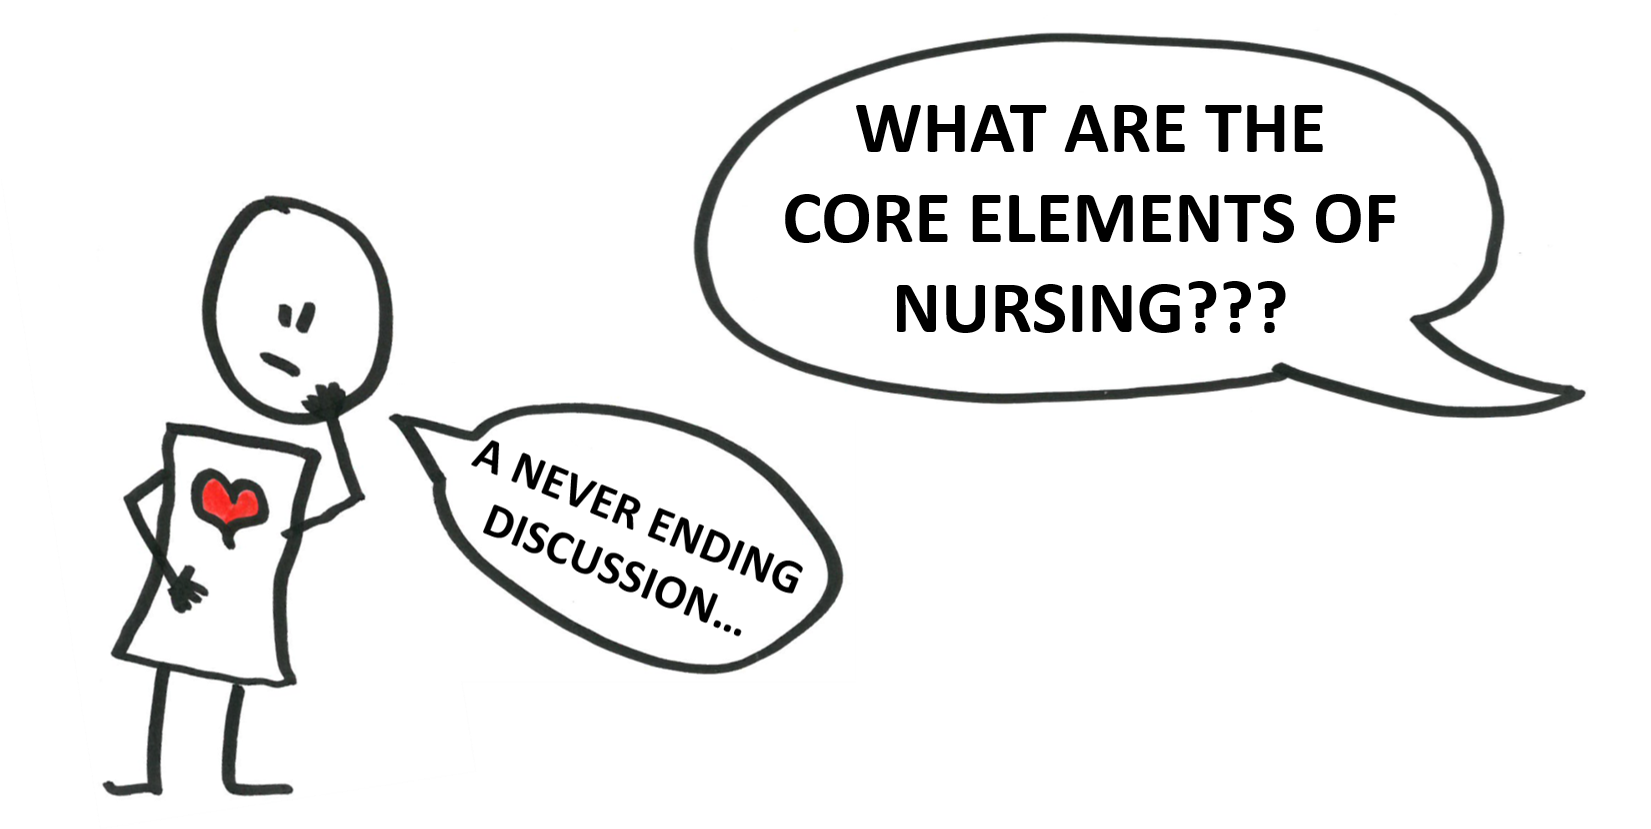 WHAT ARE THE
CORE ELEMENTS OF
NURSING???
A NEVER ENDING
DISCUSSION...